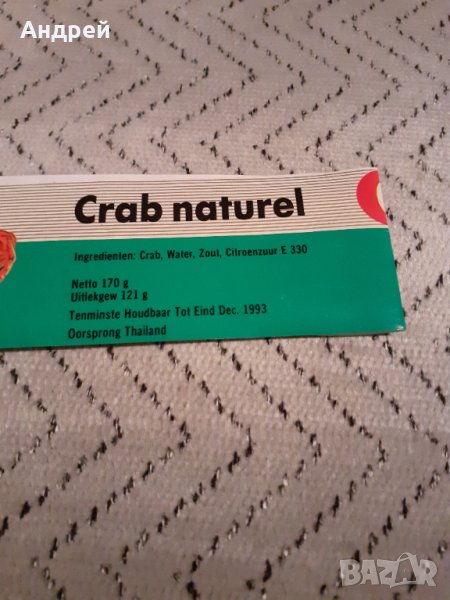 Андрей
Crab naturel
Ingredienten: Crab, Water, Zout, Citroenzuur E 330
Netto 170 g
Uitlekgew 121 g
Tenminste Houdbaar Tot Eind Dec. 1993
Oorsprong Thailand
BAZAR